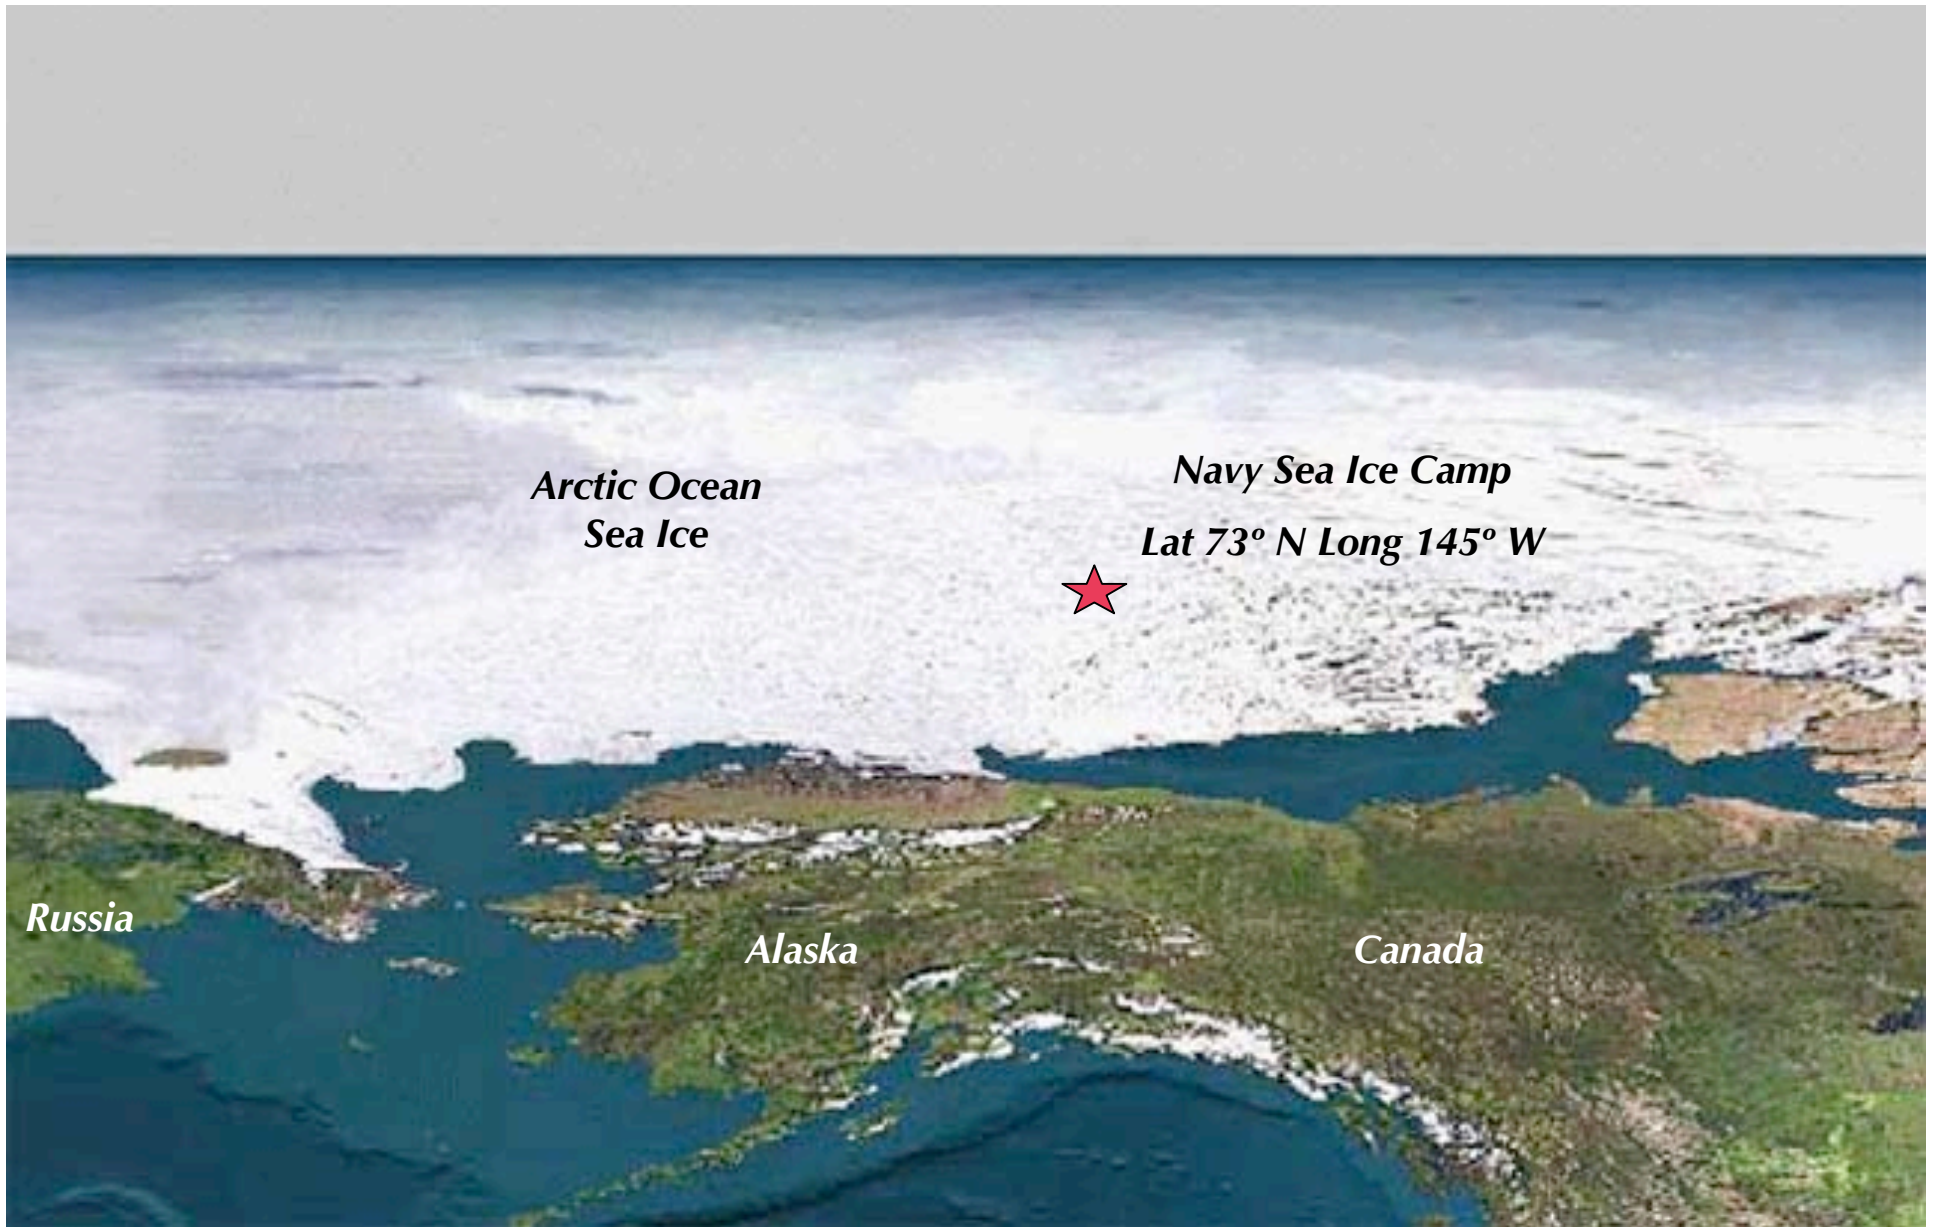 Arctic Ocean
Sea Ice
Navy Sea Ice Camp
Lat 73º N Long 145º W
Russia
Alaska
Canada